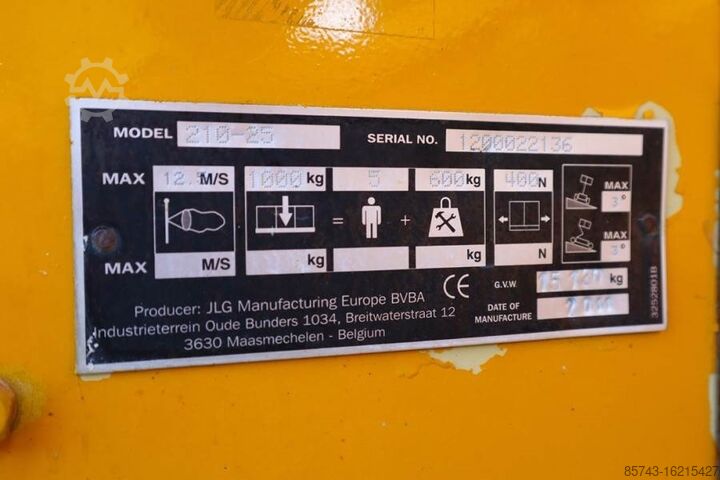 MODEL 210-25 SERIAL NO. 1200022136
MAX 12.5 M/S 1000 kg 5 600 kg 400 N MAX 3°
= +
MAX 3°
MAX M/S kg kg N
G.V.W. kg
DATE OF MANUFACTURE
Producer: JLG Manufacturing Europe BVBA
Industrieterrein Oude Bunders 1034, Breitwaterstraat 12
3630 Maasmechelen - Belgium
CE
3252801B
85743-16215427